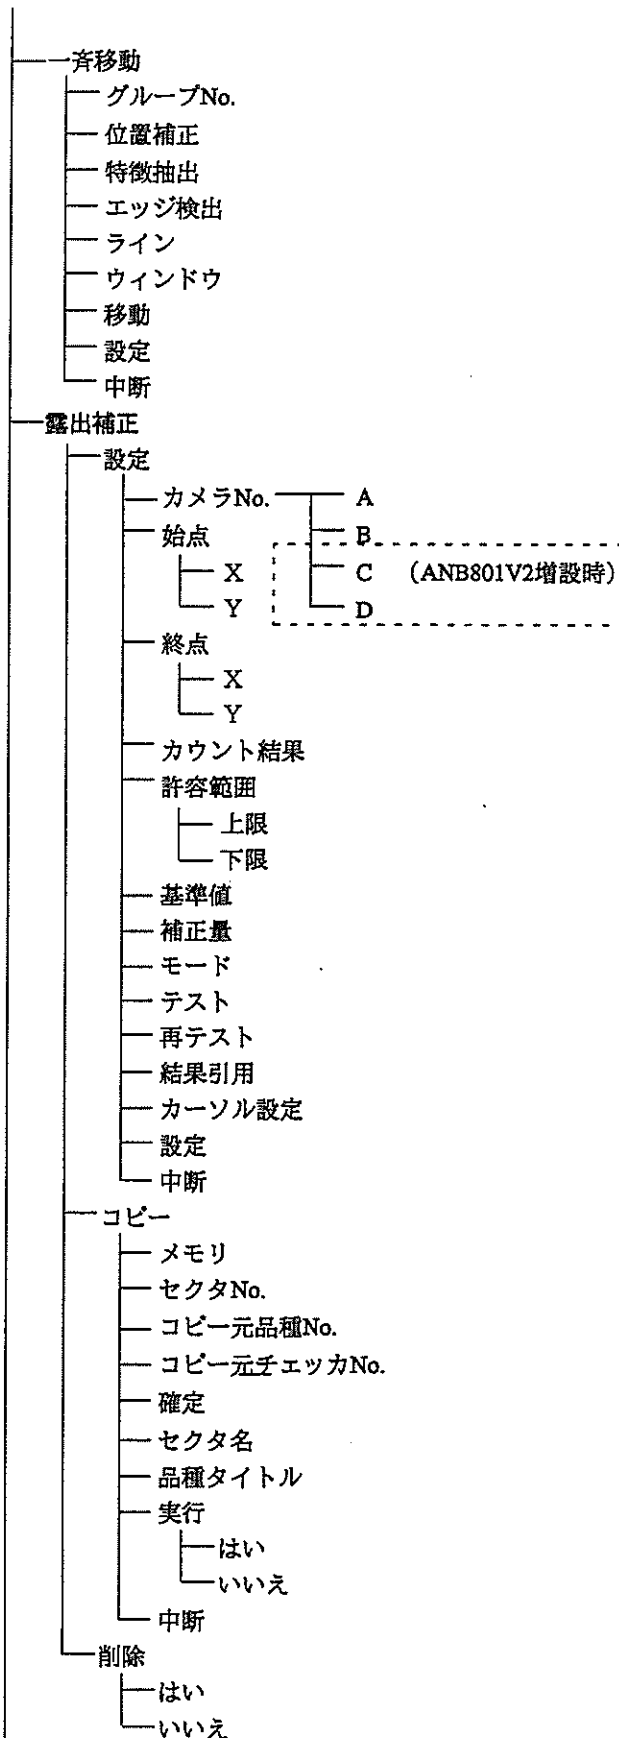 一斉移動
グループNo.
位置補正
特徴抽出
エッジ検出
ライン
ウィンドウ
移動
設定
中断
露出補正
設定
カメラNo. A
始点 B
X C (ANB801V2増設時)
Y D
終点
X
Y
カウント結果
許容範囲
上限
下限
基準値
補正量
モード
テスト
再テスト
結果引用
カーソル設定
設定
中断
コピー
メモリ
セクタNo.
コピー元品種No.
コピー元チェッカNo.
確定
セクタ名
品種タイトル
実行
はい
いいえ
中断
削除
はい
いいえ